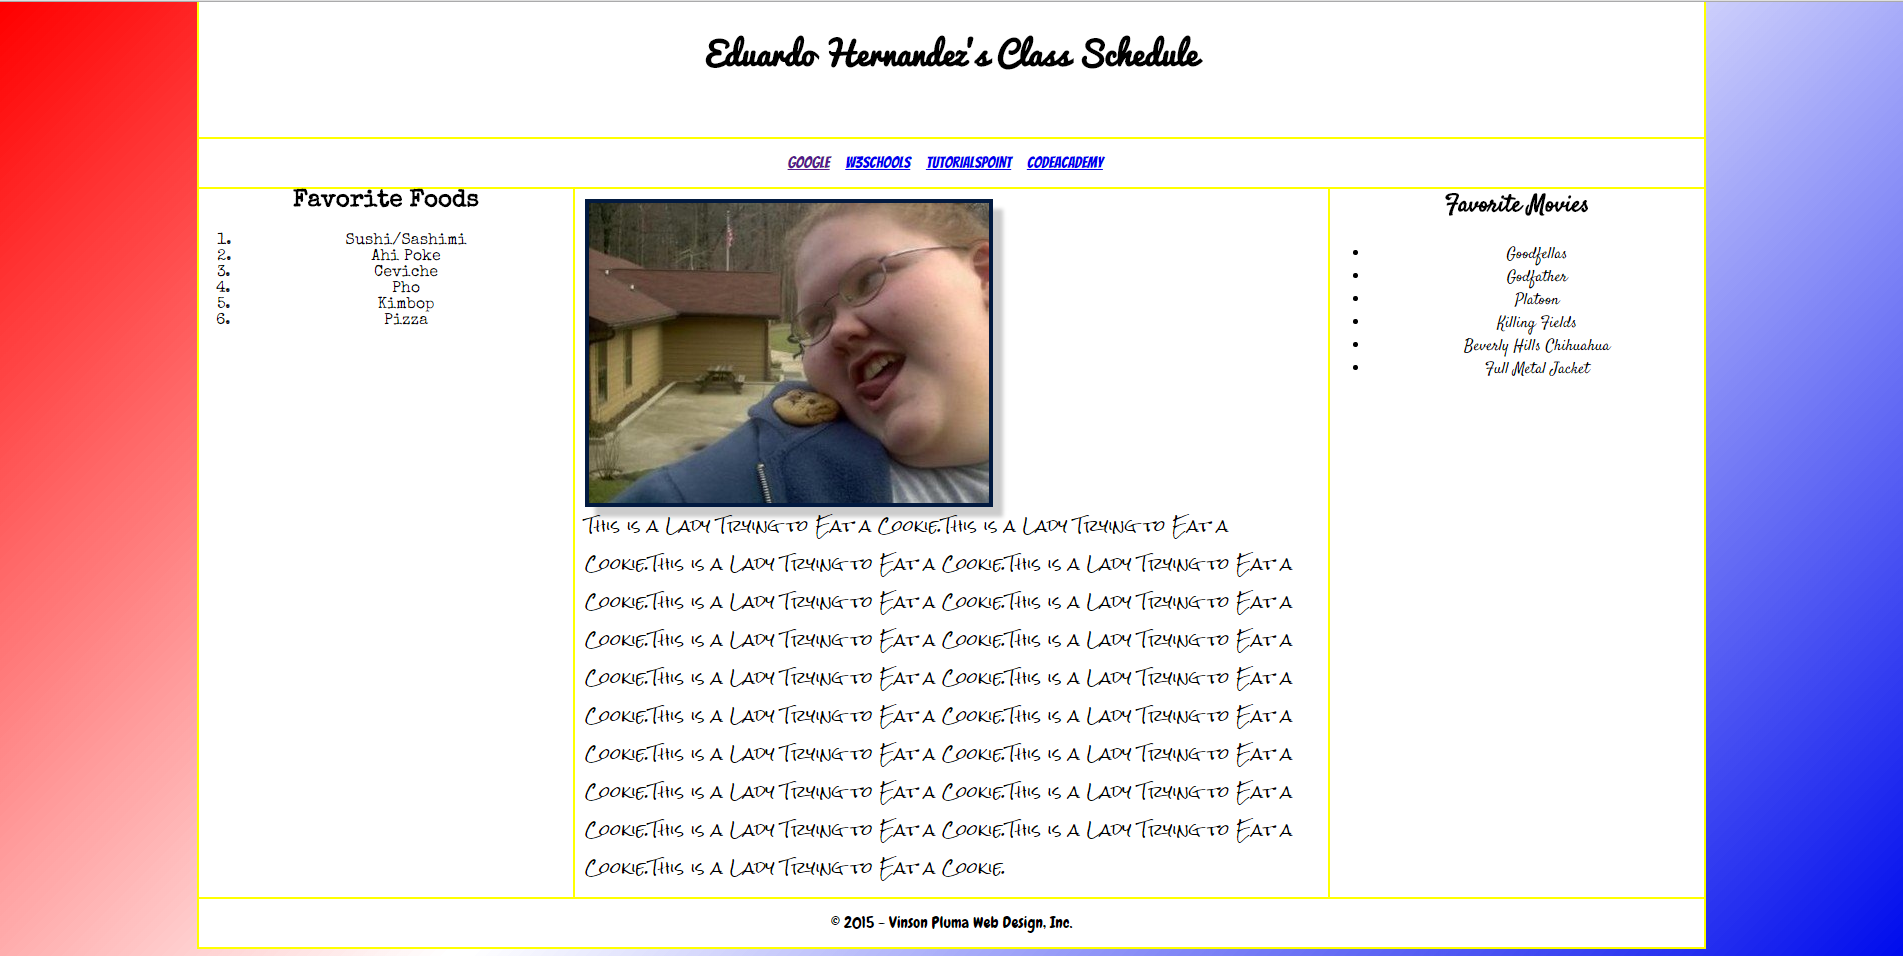 Eduardo Hernandez's Class Schedule
GOOGLE W3SCHOOLS TUTORIALSPOINT CODEACADEMY
Favorite Foods
1. Sushi/Sashimi
2. Ahi Poke
3. Ceviche
4. Pho
5. Kimbop
6. Pizza
This is a Lady Trying to Eat a Cookie.This is a Lady Trying to Eat a
Cookie.This is a Lady Trying to Eat a Cookie.This is a Lady Trying to Eat a
Cookie.This is a Lady Trying to Eat a Cookie.This is a Lady Trying to Eat a
Cookie.This is a Lady Trying to Eat a Cookie.This is a Lady Trying to Eat a
Cookie.This is a Lady Trying to Eat a Cookie.This is a Lady Trying to Eat a
Cookie.This is a Lady Trying to Eat a Cookie.This is a Lady Trying to Eat a
Cookie.This is a Lady Trying to Eat a Cookie.This is a Lady Trying to Eat a
Cookie.This is a Lady Trying to Eat a Cookie.This is a Lady Trying to Eat a
Cookie.This is a Lady Trying to Eat a Cookie.This is a Lady Trying to Eat a
Cookie.This is a Lady Trying to Eat a Cookie.
Favorite Movies
• Goodfellas
• Godfather
• Platoon
• Killing Fields
• Beverly Hills Chihuahua
• Full Metal Jacket
© 2015 - Vinson Pluma Web Design, Inc.